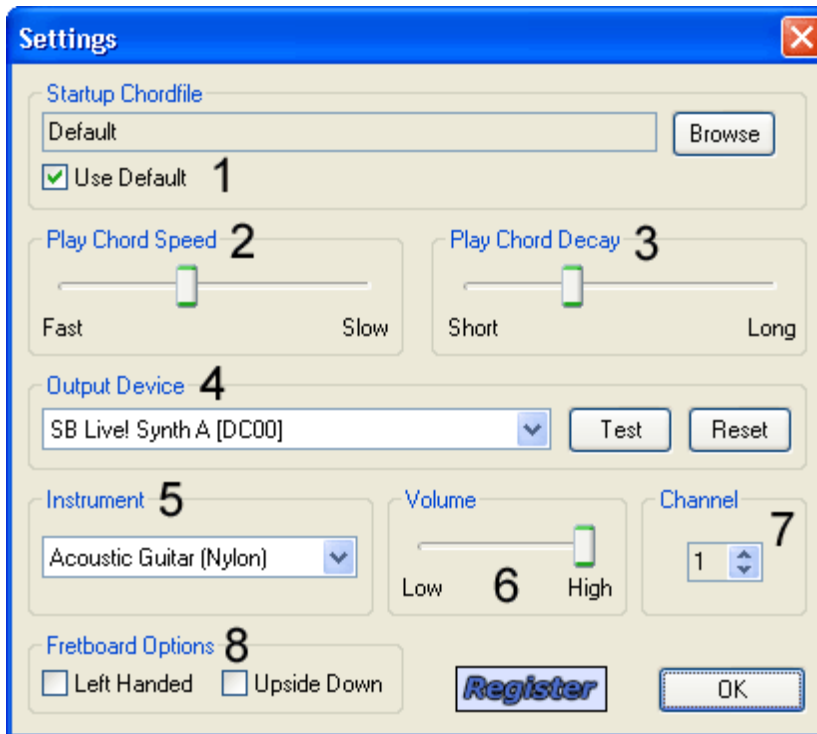 Settings
Startup Chordfile
Default
Browse
Use Default 1
Play Chord Speed 2
Fast Slow
Play Chord Decay 3
Short Long
Output Device 4
SB Live! Synth A [DC00]
Test
Reset
Instrument 5
Acoustic Guitar (Nylon)
Volume
Low 6 High
Channel 7
1
Fretboard Options 8
Left Handed Upside Down
Register
OK